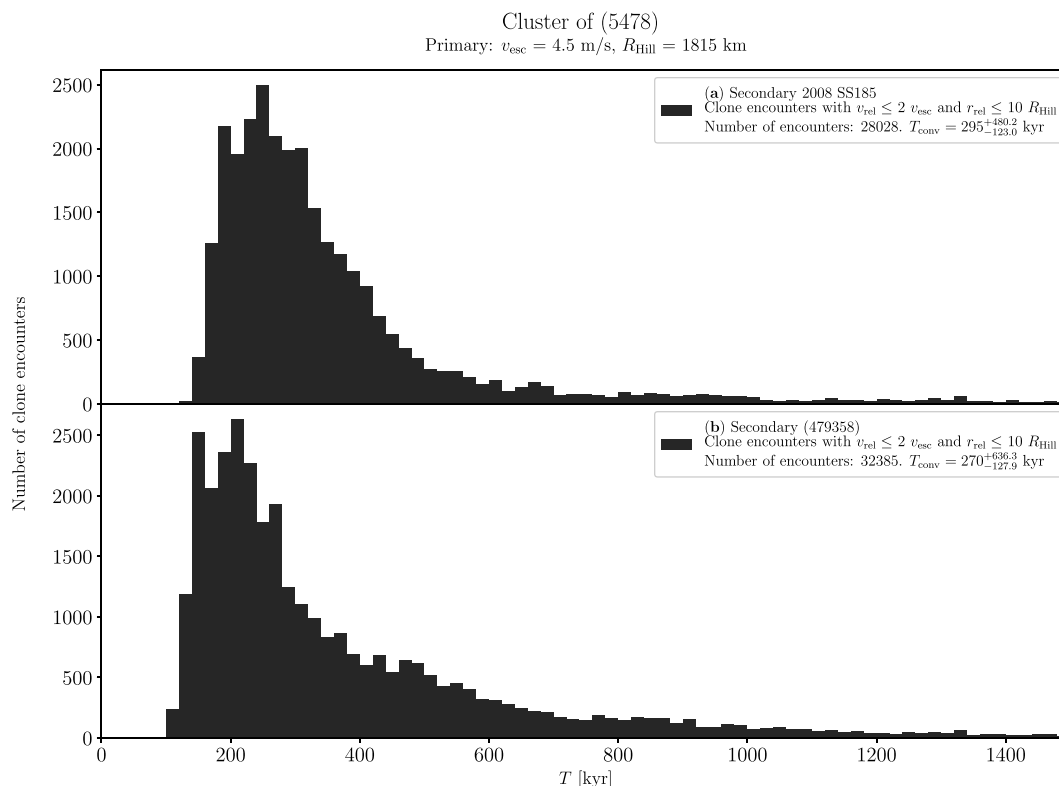 Cluster of (5478)
Primary: v_esc = 4.5 m/s, R_Hill = 1815 km
2500
2000
1500
1000
500
0
(a) Secondary 2008 SS185
Clone encounters with v_rel ≤ 2 v_esc and r_rel ≤ 10 R_Hill
Number of encounters: 28028. T_conv = 295^{+480.2}_{-123.0} kyr
Number of clone encounters
2500
2000
1500
1000
500
0
(b) Secondary (479358)
Clone encounters with v_rel ≤ 2 v_esc and r_rel ≤ 10 R_Hill
Number of encounters: 32385. T_conv = 270^{+636.3}_{-127.9} kyr
0 200 400 600 800 1000 1200 1400
T [kyr]